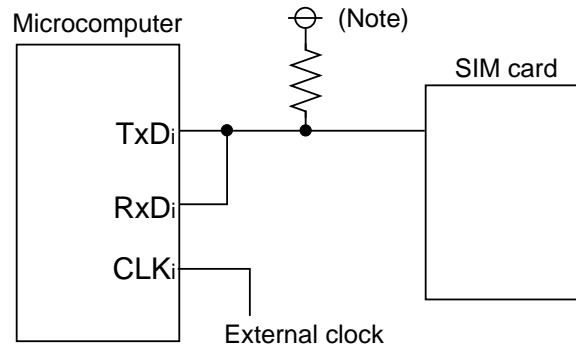 Microcomputer
(Note)
SIM card
TxDi
RxDi
CLKi
External clock